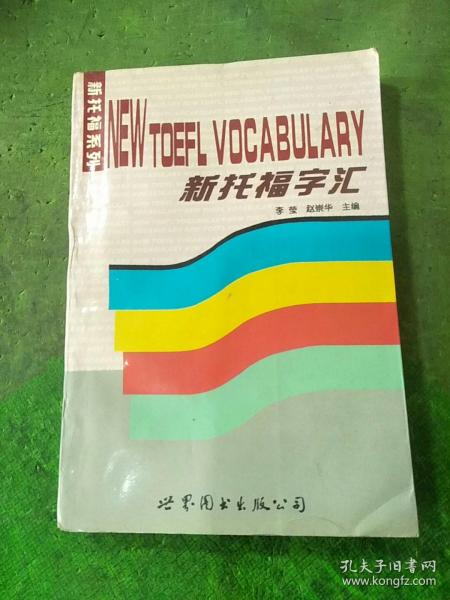 新托福系列
NEW TOEFL VOCABULARY
新托福字汇
李莹 赵崇华 主编
世界图书出版公司
孔夫子旧书网
www.kongfz.com